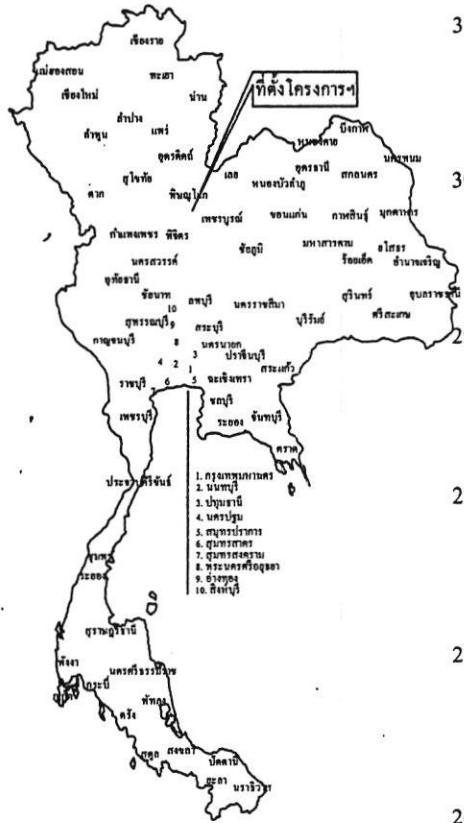 เชียงราย
แม่ฮ่องสอน
พะเยา
เชียงใหม่
น่าน
ที่ตั้งโครงการฯ
ลำปาง
ลำพูน
แพร่
บึงกาฬ
หนองคาย
อุตรดิตถ์
อุดรธานี
นครพนม
สุโขทัย
เลย
สกลนคร
หนองบัวลำภู
ตาก
พิษณุโลก
เพชรบูรณ์
ขอนแก่น
กาฬสินธุ์
มุกดาหาร
กำแพงเพชร
พิจิตร
ชัยภูมิ
มหาสารคาม
ยโสธร
ร้อยเอ็ด
อำนาจเจริญ
นครสวรรค์
อุทัยธานี
ชัยนาท
ลพบุรี
นครราชสีมา
สุรินทร์
อุบลราชธานี
10
สุพรรณบุรี
9
สระบุรี
บุรีรัมย์
ศรีสะเกษ
กาญจนบุรี
8
นครนายก
3
ปราจีนบุรี
4
2
1
สระแก้ว
ราชบุรี
6
5
ฉะเชิงเทรา
7
เพชรบุรี
ชลบุรี
ระยอง
จันทบุรี
ตราด
ประจวบคีรีขันธ์
1. กรุงเทพมหานคร
2. นนทบุรี
3. ปทุมธานี
4. นครปฐม
5. สมุทรปราการ
6. สุมทรสาคร
7. สุมทรสงคราม
8. พระนครศรีอยุธยา
9. อ่างทอง
10. สิงห์บุรี
ชุมพร
ระยอง
สุราษฎร์ธานี
พังงา
นครศรีธรรมราช
กระบี่
ภูเก็ต
พัทลุง
ตรัง
สตูล
สงขลา
ปัตตานี
ยะลา
นราธิวาส